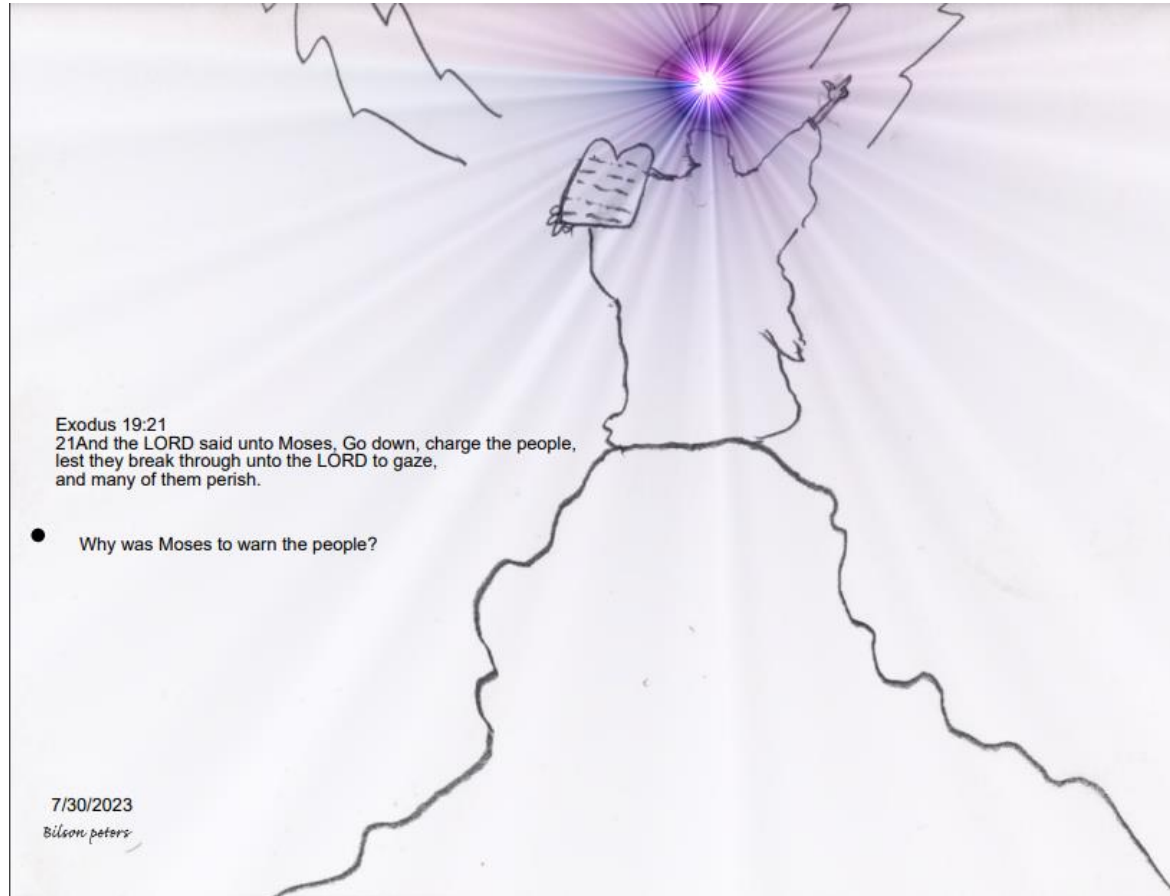 Exodus 19:21
21And the LORD said unto Moses, Go down, charge the people,
lest they break through unto the LORD to gaze,
and many of them perish.
Why was Moses to warn the people?
7/30/2023
Bilson peters